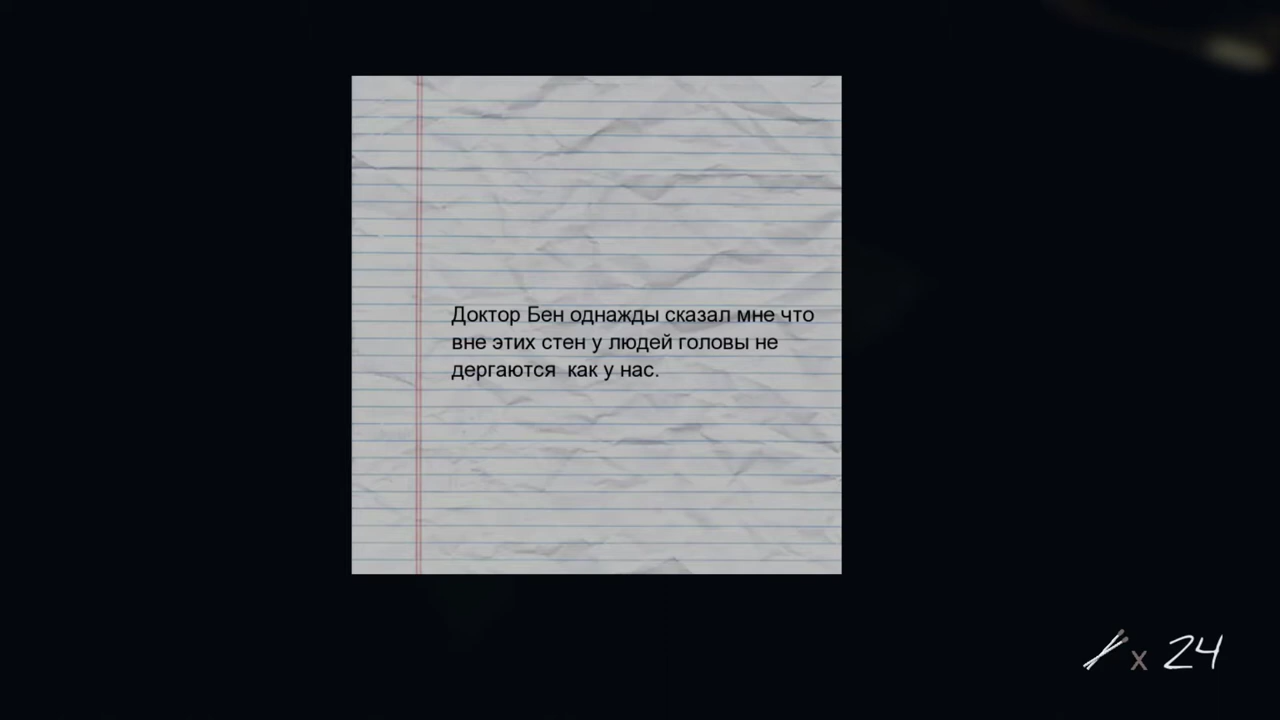 Доктор Бен однажды сказал мне что
вне этих стен у людей головы не
дергаются  как у нас.
x 24